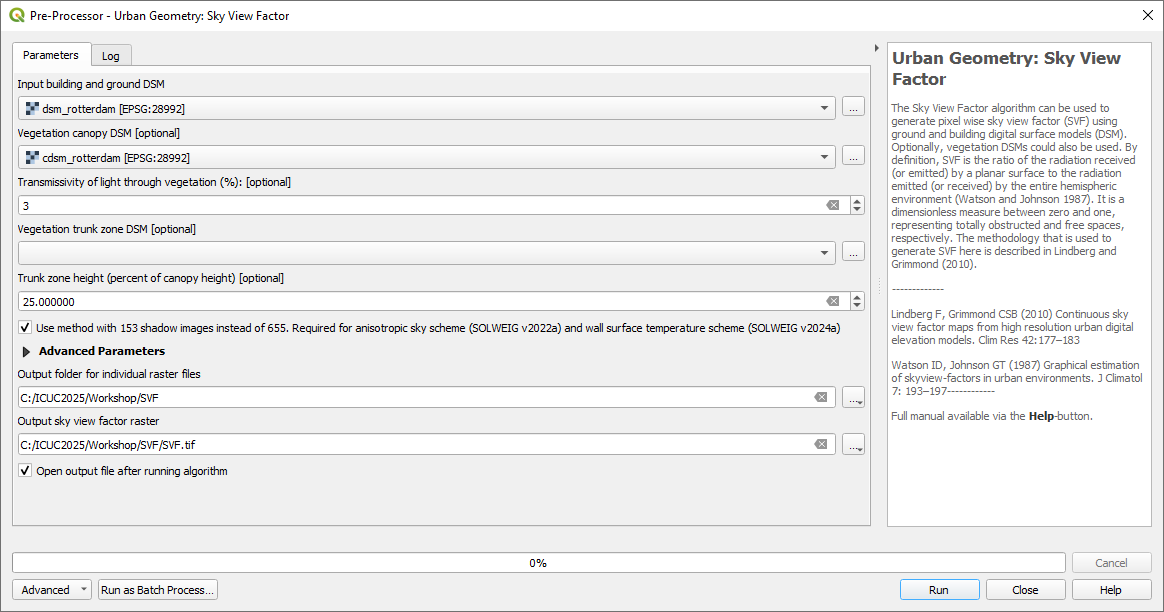 Pre-Processor - Urban Geometry: Sky View Factor
Parameters
Log
Input building and ground DSM
dsm_rotterdam [EPSG:28992]
...
Vegetation canopy DSM [optional]
cdsm_rotterdam [EPSG:28992]
...
Transmissivity of light through vegetation (%): [optional]
3
Vegetation trunk zone DSM [optional]
...
Trunk zone height (percent of canopy height) [optional]
25.000000
Use method with 153 shadow images instead of 655. Required for anisotropic sky scheme (SOLWEIG v2022a) and wall surface temperature scheme (SOLWEIG v2024a)
Advanced Parameters
Output folder for individual raster files
C:/ICUC2025/Workshop/SVF
...
Output sky view factor raster
C:/ICUC2025/Workshop/SVF/SVF.tif
...
Open output file after running algorithm
Urban Geometry: Sky View
Factor
The Sky View Factor algorithm can be used to
generate pixel wise sky view factor (SVF) using
ground and building digital surface models (DSM).
Optionally, vegetation DSMs could also be used. By
definition, SVF is the ratio of the radiation received
(or emitted) by a planar surface to the radiation
emitted (or received) by the entire hemispheric
environment (Watson and Johnson 1987). It is a
dimensionless measure between zero and one,
representing totally obstructed and free spaces,
respectively. The methodology that is used to
generate SVF here is described in Lindberg and
Grimmond (2010).
-------------
Lindberg F, Grimmond CSB (2010) Continuous sky
view factor maps from high resolution urban digital
elevation models. Clim Res 42:177–183
Watson ID, Johnson GT (1987) Graphical estimation
of skyview-factors in urban environments. J Climatol
7: 193–197------------
Full manual available via the Help-button.
0%
Cancel
Advanced
Run as Batch Process...
Run
Close
Help